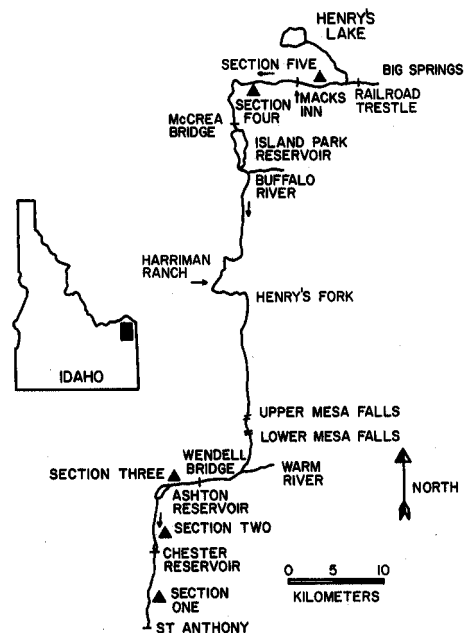 HENRY'S
LAKE
SECTION FIVE
BIG SPRINGS
SECTION
FOUR
MACKS
INN
RAILROAD
TRESTLE
McCREA
BRIDGE
ISLAND PARK
RESERVOIR
BUFFALO
RIVER
HARRIMAN
RANCH
HENRY'S FORK
IDAHO
UPPER MESA FALLS
LOWER MESA FALLS
WENDELL
BRIDGE
SECTION THREE
WARM
RIVER
NORTH
ASHTON
RESERVOIR
SECTION TWO
CHESTER
RESERVOIR
0 5 10
KILOMETERS
SECTION
ONE
ST ANTHONY